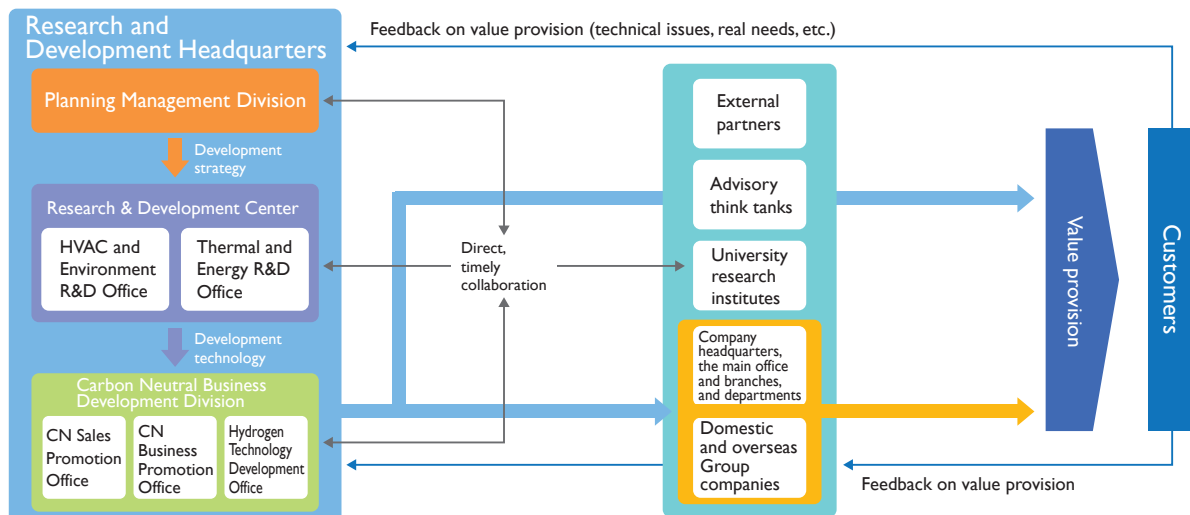 Research and
Development Headquarters
Planning Management Division
Development
strategy
Research & Development Center
HVAC and
Environment
R&D Office
Thermal and
Energy R&D
Office
Development
technology
Carbon Neutral Business
Development Division
CN Sales
Promotion
Office
CN
Business
Promotion
Office
Hydrogen
Technology
Development
Office
Feedback on value provision (technical issues, real needs, etc.)
Direct,
timely
collaboration
External
partners
Advisory
think tanks
University
research
institutes
Company
headquarters,
the main office
and branches,
and departments
Domestic
and overseas
Group
companies
Value provision
Customers
Feedback on value provision